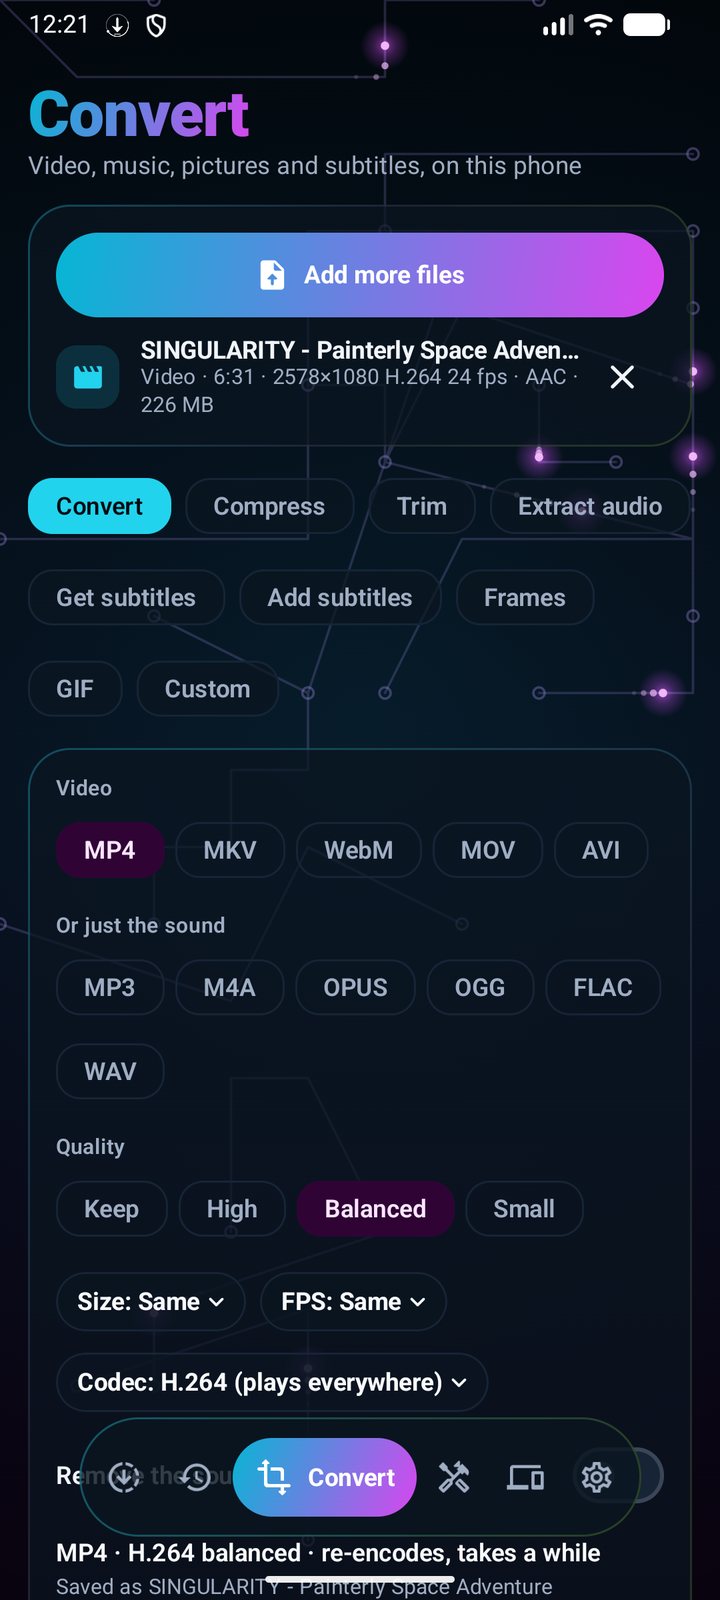 12:21
Convert
Video, music, pictures and subtitles, on this phone
Add more files
SINGULARITY - Painterly Space Adven...
Video · 6:31 · 2578×1080 H.264 24 fps · AAC ·
226 MB
Convert Compress Trim Extract audio
Get subtitles Add subtitles Frames
GIF Custom
Video
MP4 MKV WebM MOV AVI
Or just the sound
MP3 M4A OPUS OGG FLAC
WAV
Quality
Keep High Balanced Small
Size: Same FPS: Same
Codec: H.264 (plays everywhere)
Remove the sou
Convert
MP4 · H.264 balanced · re-encodes, takes a while
Saved as SINGULARITY - Painterly Space Adventure